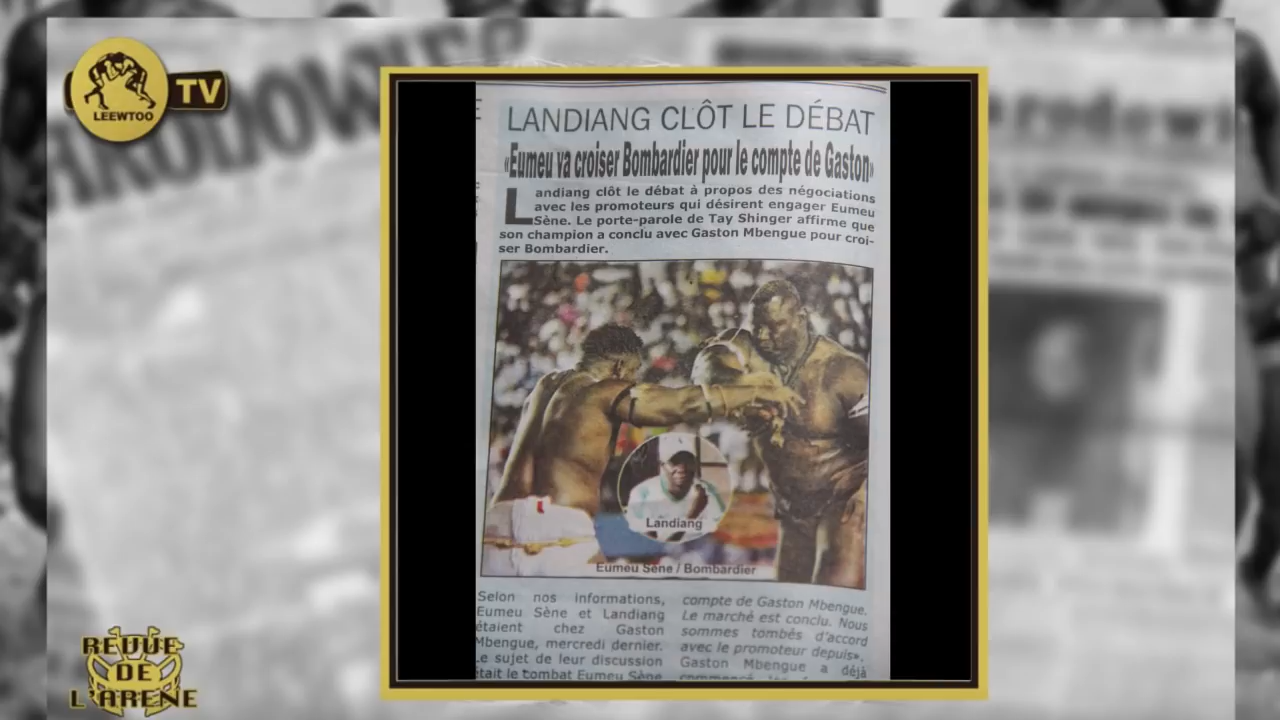 LEEWTOO
TV
LANDIANG CLÔT LE DÉBAT
«Eumeu va croiser Bombardier pour le compte de Gaston»
Landiang clôt le débat à propos des négociations
avec les promoteurs qui désirent engager Eumeu
Sène. Le porte-parole de Tay Shinger affirme que
son champion a conclu avec Gaston Mbengue pour croi-
ser Bombardier.
Landiang
Eumeu Sène / Bombardier
Selon nos informations,
Eumeu Sène et Landiang
étaient chez Gaston
Mbengue, mercredi dernier.
Le sujet de leur discussion
était le combat Eumeu Sène
compte de Gaston Mbengue.
Le marché est conclu. Nous
sommes tombés d'accord
avec le promoteur depuis».
Gaston Mbengue a déjà
REVUE
DE
L'ARENE